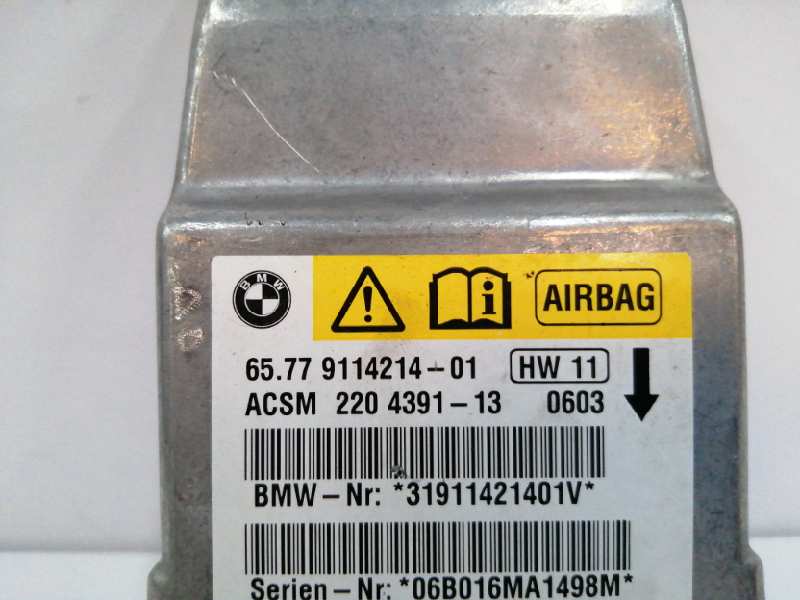 BMW
i
AIRBAG
65.77 9114214-01 HW 11
ACSM 220 4391-13 0603
BMW-Nr: *31911421401V*
Serien-Nr: *06B016MA1498M*